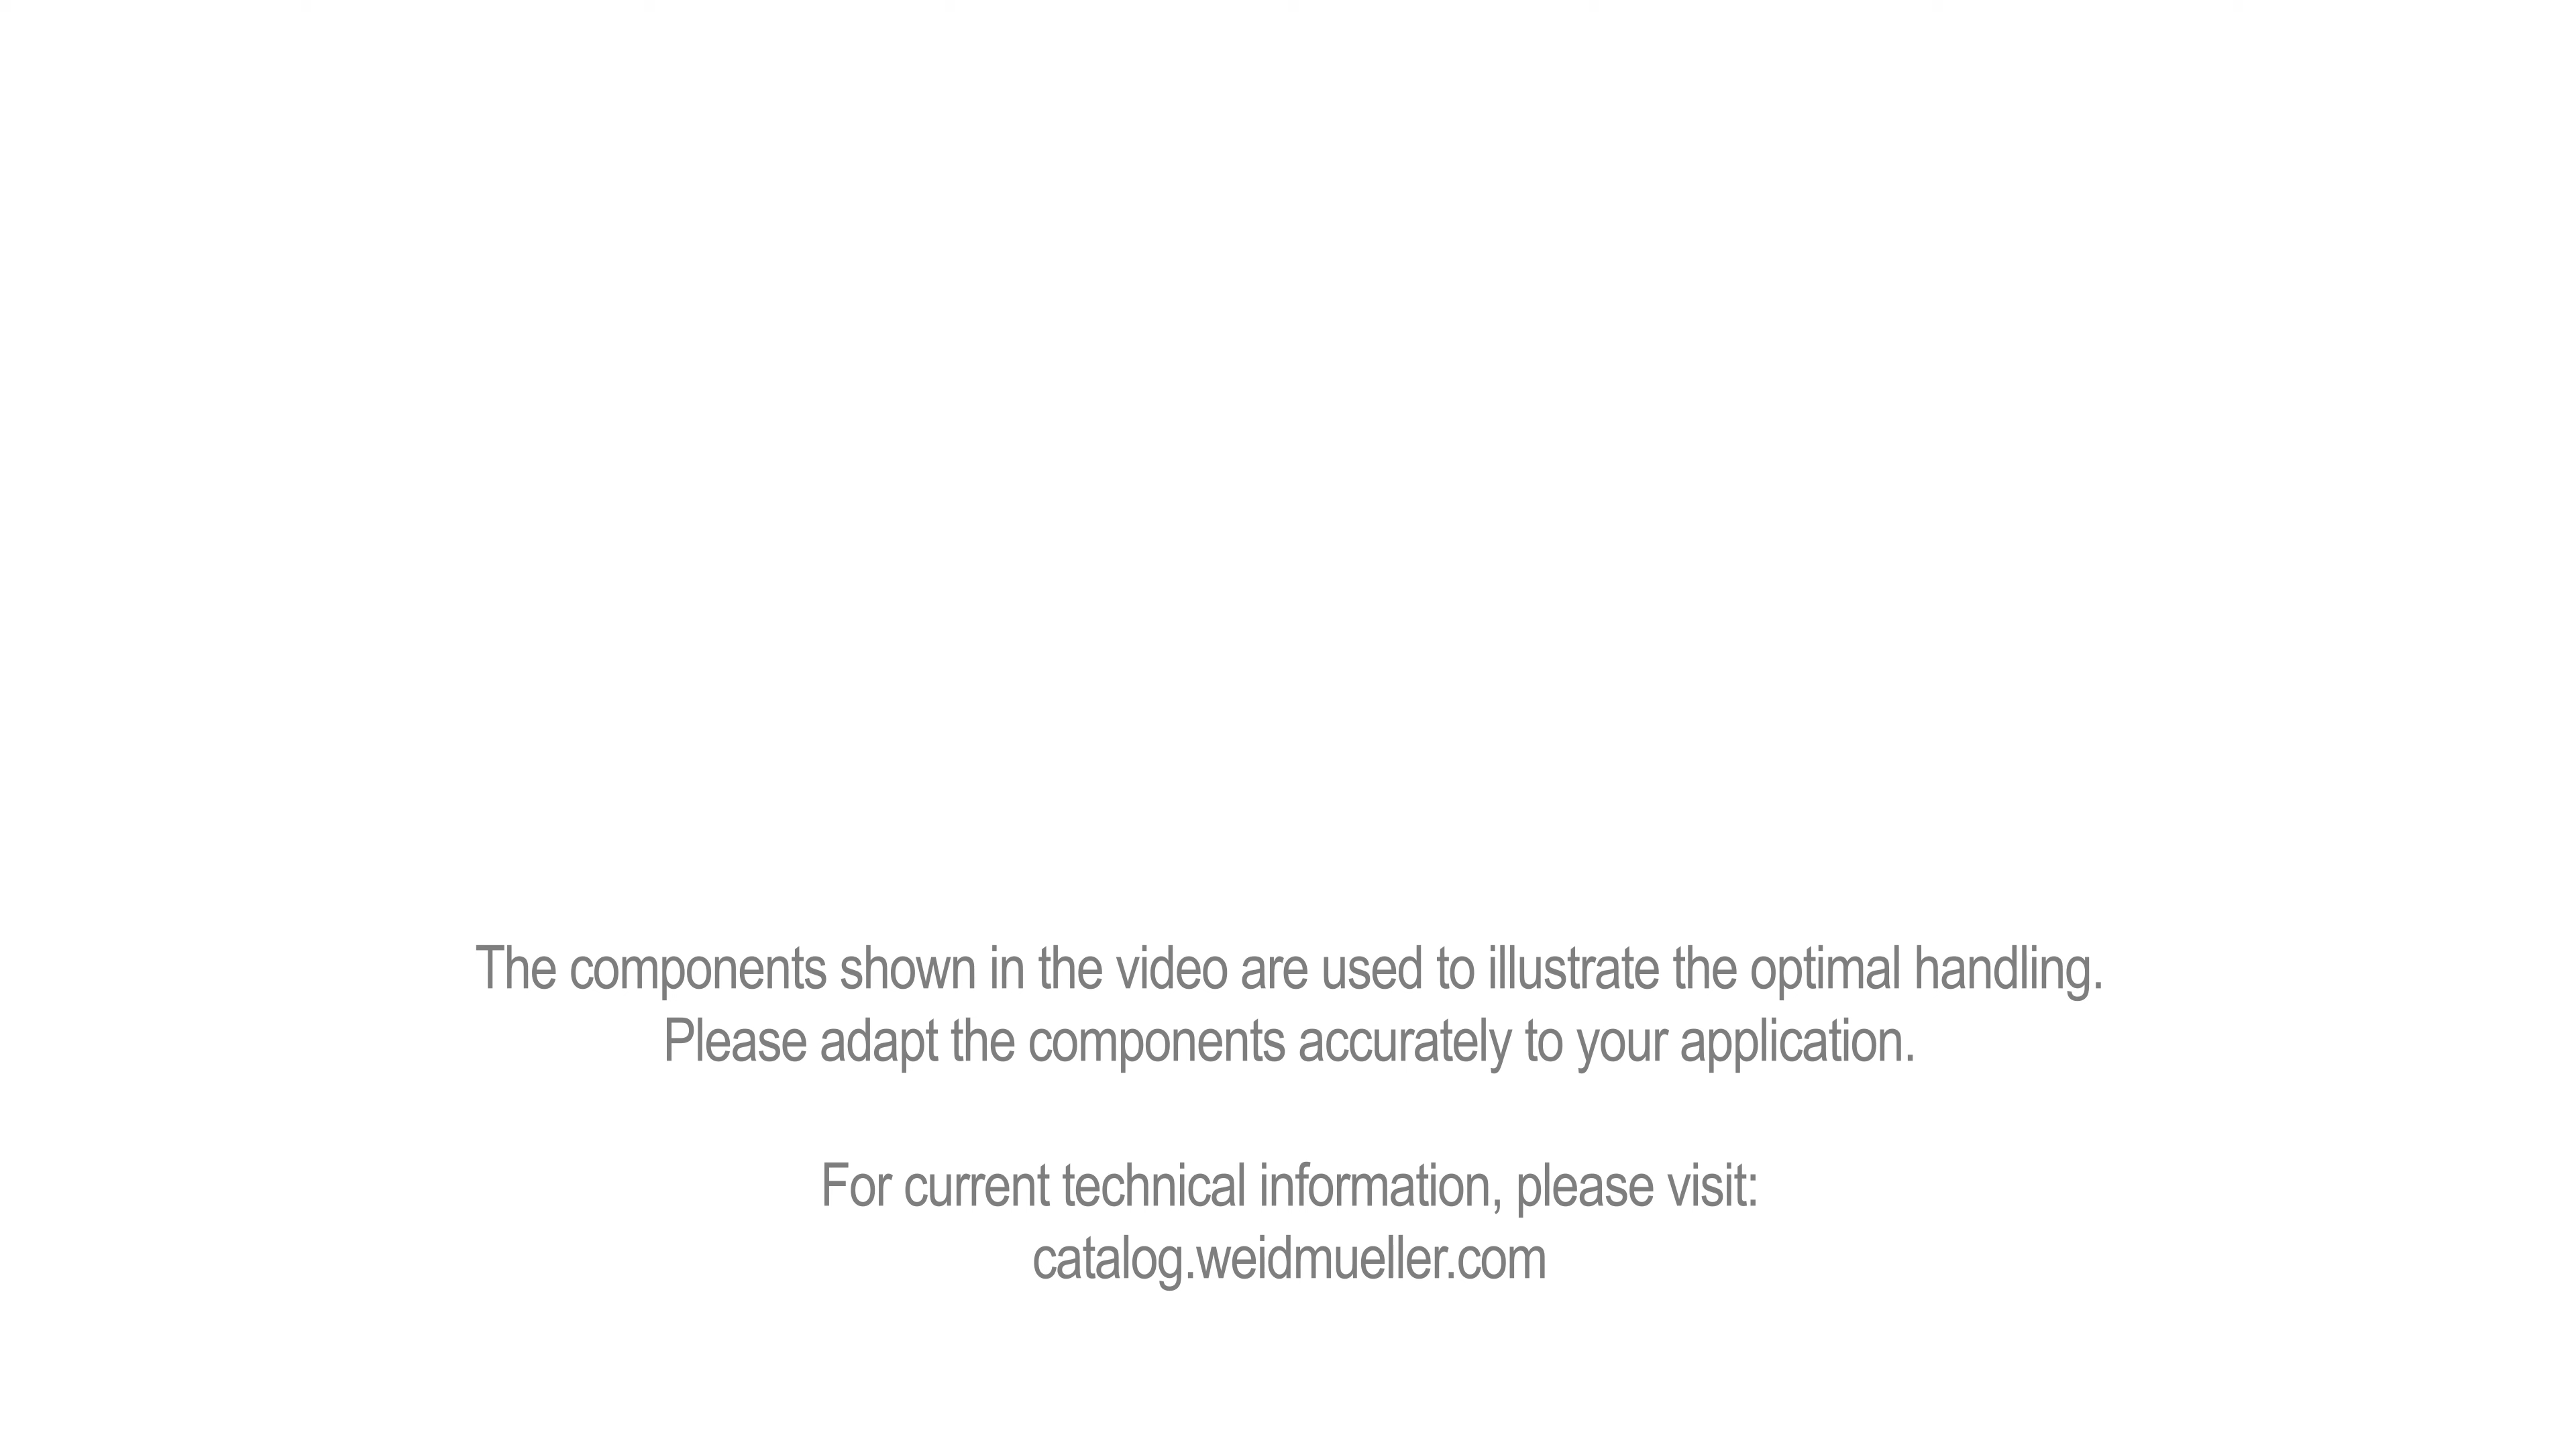 The components shown in the video are used to illustrate the optimal handling.
Please adapt the components accurately to your application.
For current technical information, please visit:
catalog.weidmueller.com